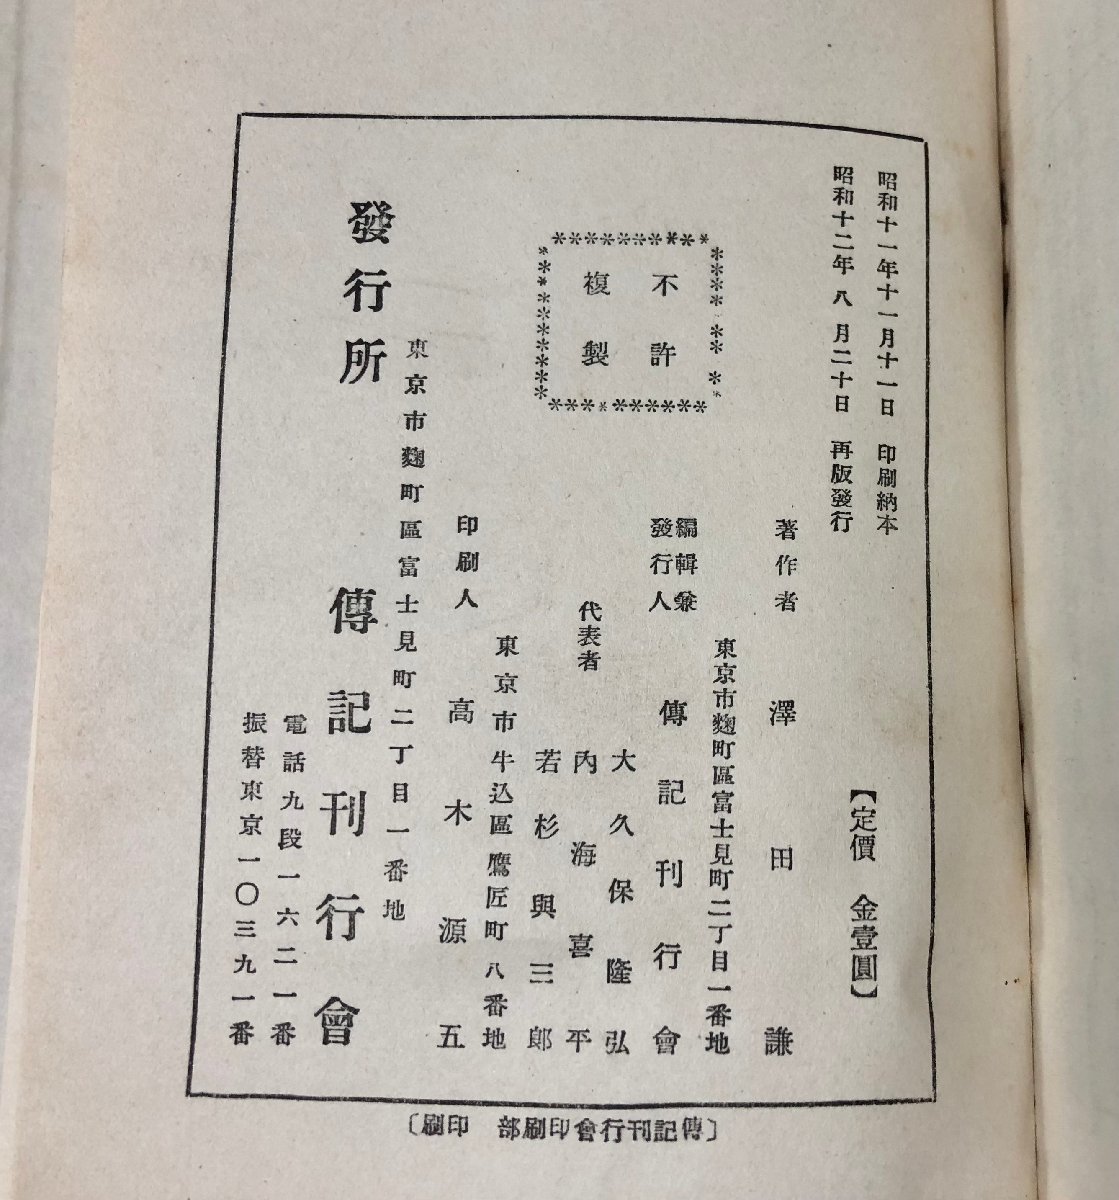 昭和十一年十一月十一日 印刷納本
昭和十二年八月二十日 再版發行
【定價 金壹圓】
不許
複製
著作者 澤田謙
東京市麴町區富士見町二丁目一番地
編輯兼
發行人 傳記刊行會
代表者
大久保隆弘
內海喜平
若杉與三郎
東京市牛込區鷹匠町八番地
印刷人 高木源五
東京市麴町區富士見町二丁目一番地
發行所 傳記刊行會
電話九段一六二一番
振替東京一〇三九一番
〔傳記刊行會印刷部 印刷〕